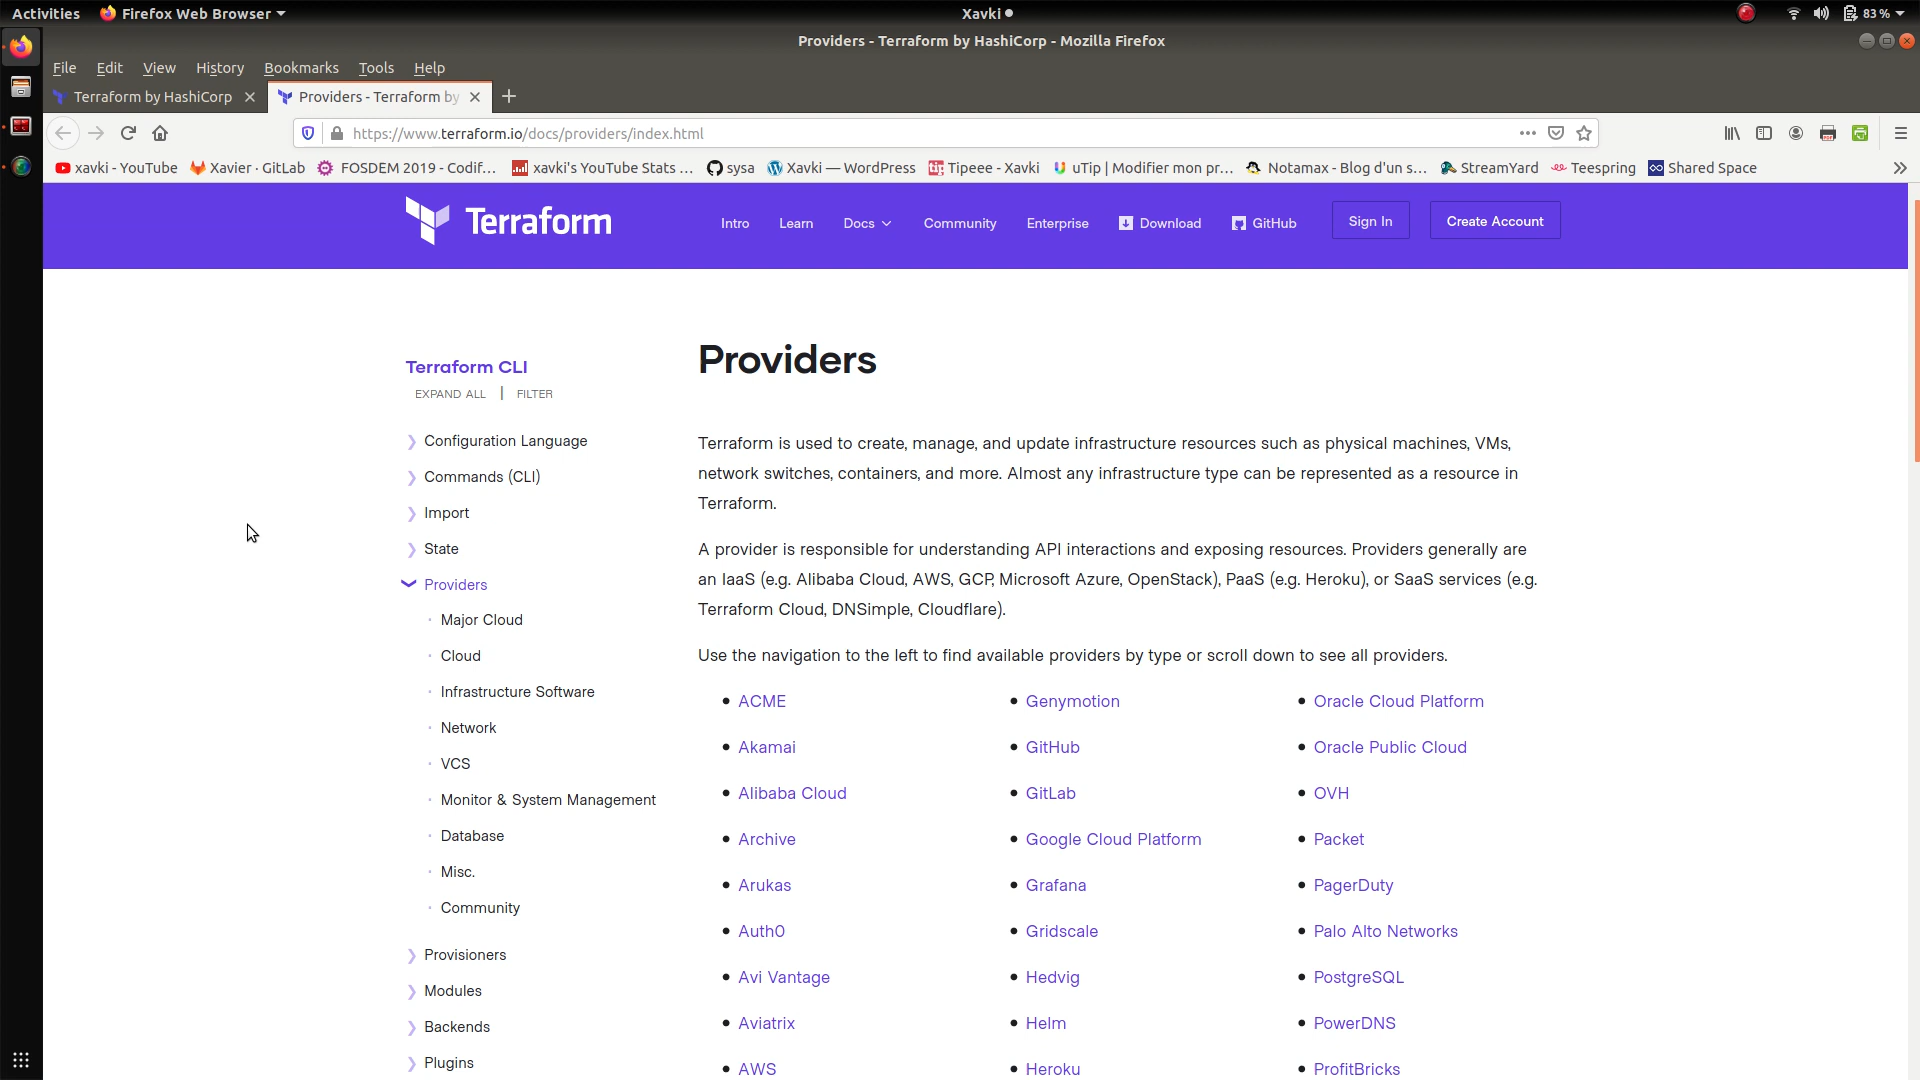 Activities Firefox Web Browser Xavki 83 %
Providers - Terraform by HashiCorp - Mozilla Firefox
File Edit View History Bookmarks Tools Help
Terraform by HashiCorp Providers - Terraform by
https://www.terraform.io/docs/providers/index.html
xavki - YouTube Xavier · GitLab FOSDEM 2019 - Codif... xavki's YouTube Stats ... sysa Xavki — WordPress Tipeee - Xavki uTip | Modifier mon pr... Notamax - Blog d'un s... StreamYard Teespring Shared Space
Terraform Intro Learn Docs Community Enterprise Download GitHub Sign In Create Account
Terraform CLI
EXPAND ALL | FILTER
Configuration Language
Commands (CLI)
Import
State
Providers
Major Cloud
Cloud
Infrastructure Software
Network
VCS
Monitor & System Management
Database
Misc.
Community
Provisioners
Modules
Backends
Plugins
Providers
Terraform is used to create, manage, and update infrastructure resources such as physical machines, VMs,
network switches, containers, and more. Almost any infrastructure type can be represented as a resource in
Terraform.
A provider is responsible for understanding API interactions and exposing resources. Providers generally are
an IaaS (e.g. Alibaba Cloud, AWS, GCP, Microsoft Azure, OpenStack), PaaS (e.g. Heroku), or SaaS services (e.g.
Terraform Cloud, DNSimple, Cloudflare).
Use the navigation to the left to find available providers by type or scroll down to see all providers.
ACME
Akamai
Alibaba Cloud
Archive
Arukas
Auth0
Avi Vantage
Aviatrix
AWS
Genymotion
GitHub
GitLab
Google Cloud Platform
Grafana
Gridscale
Hedvig
Helm
Heroku
Oracle Cloud Platform
Oracle Public Cloud
OVH
Packet
PagerDuty
Palo Alto Networks
PostgreSQL
PowerDNS
ProfitBricks